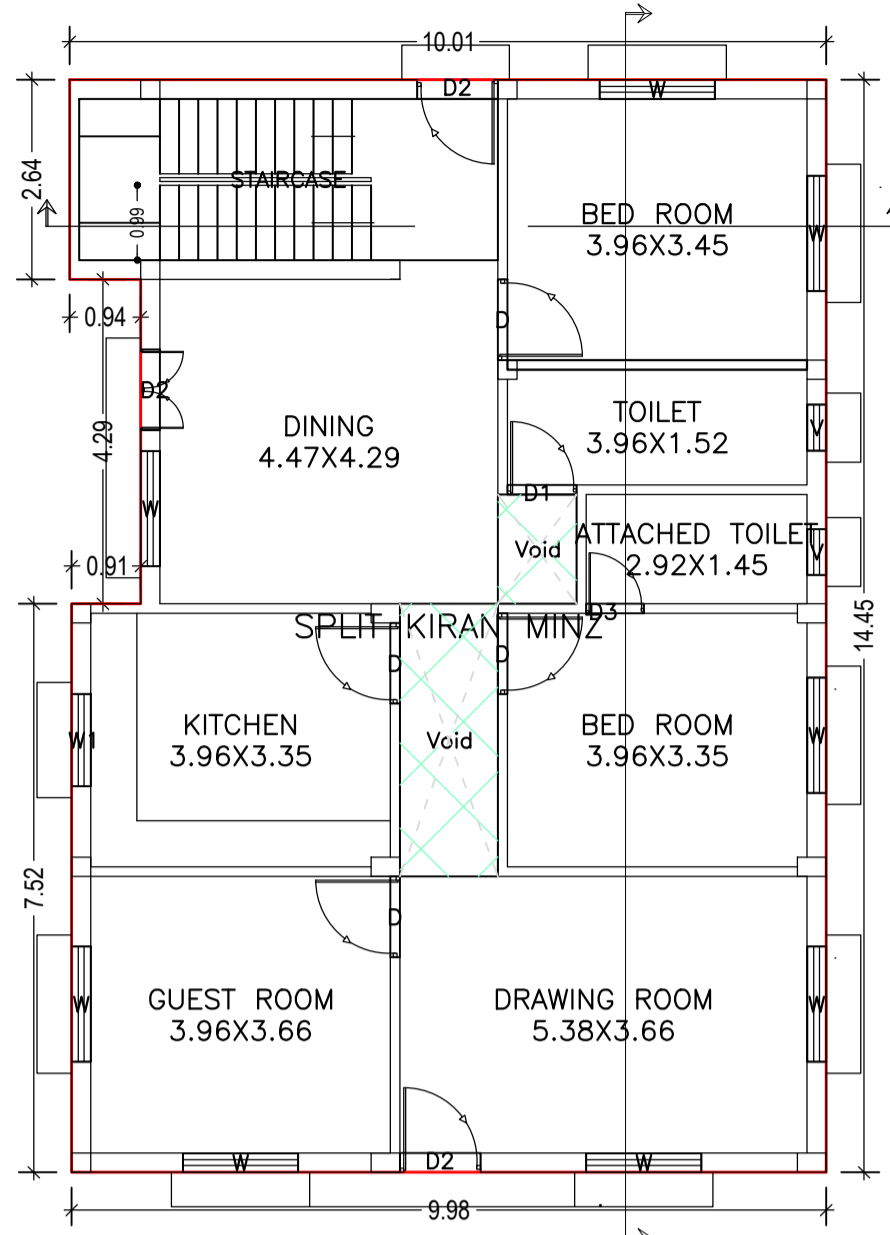 10.01
D2
W
2.64
STAIRCASE
0.99
BED ROOM
3.96X3.45
W
0.94
D
D2
4.29
DINING
4.47X4.29
TOILET
3.96X1.52
V
D1
W
Void
ATTACHED TOILET
2.92X1.45
V
0.91
D3
14.45
SPLIT KIRAN MINZ
D
D
KITCHEN
3.96X3.35
W1
Void
BED ROOM
3.96X3.35
W
7.52
D
GUEST ROOM
3.96X3.66
W
DRAWING ROOM
5.38X3.66
W
W
D2
W
9.98